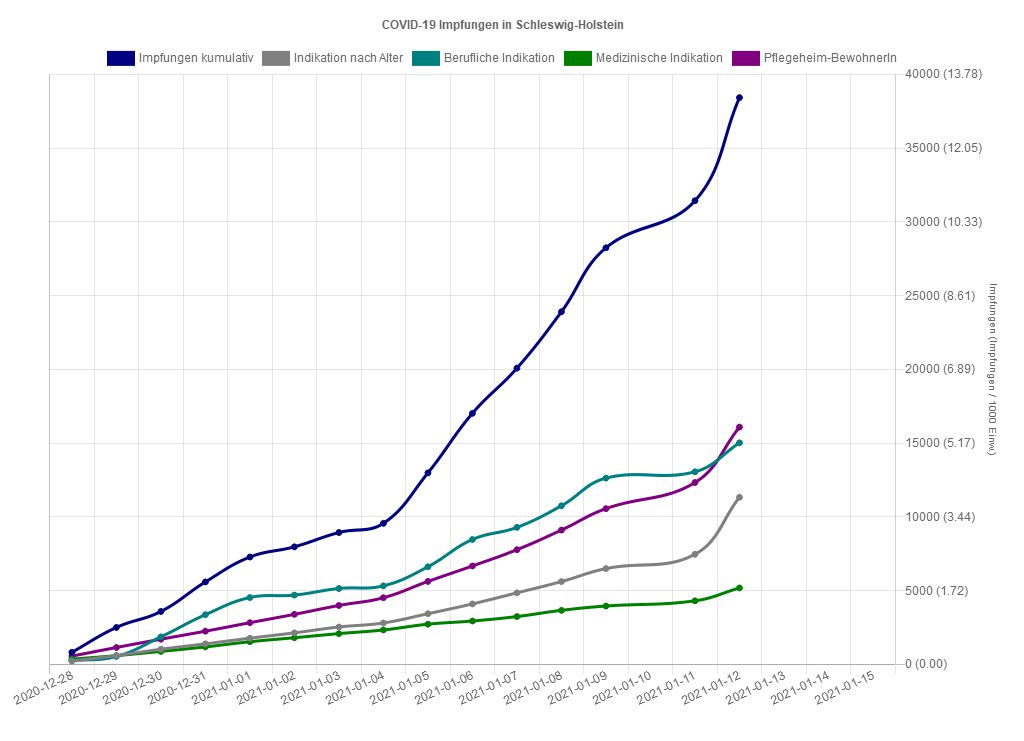 COVID-19 Impfungen in Schleswig-Holstein
Impfungen kumulativ Indikation nach Alter Berufliche Indikation Medizinische Indikation Pflegeheim-BewohnerIn
40000 (13.78)
35000 (12.05)
30000 (10.33)
25000 (8.61)
20000 (6.89)
15000 (5.17)
10000 (3.44)
5000 (1.72)
0 (0.00)
Impfungen (Impfungen / 1000 Einw)
2020-12-28 2020-12-29 2020-12-30 2020-12-31 2021-01-01 2021-01-02 2021-01-03 2021-01-04 2021-01-05 2021-01-06 2021-01-07 2021-01-08 2021-01-09 2021-01-10 2021-01-11 2021-01-12 2021-01-13 2021-01-14 2021-01-15